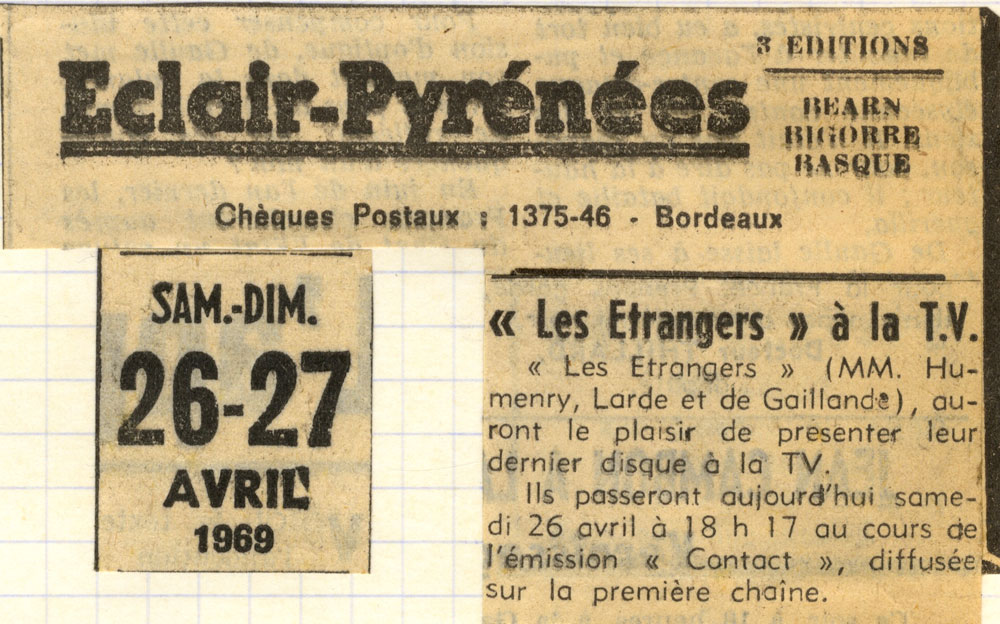 Eclair-Pyrénées
3 EDITIONS
BEARN
BIGORRE
BASQUE
Chèques Postaux : 1375-46 - Bordeaux
SAM.-DIM.
26-27
AVRIL
1969
« Les Etrangers » à la T.V.
« Les Etrangers » (MM. Hu-
menry, Larde et de Gaillande), au-
ront le plaisir de présenter leur
dernier disque à la TV.
Ils passeront aujourd'hui same-
di 26 avril à 18 h 17 au cours de
l'émission « Contact », diffusée
sur la première chaîne.